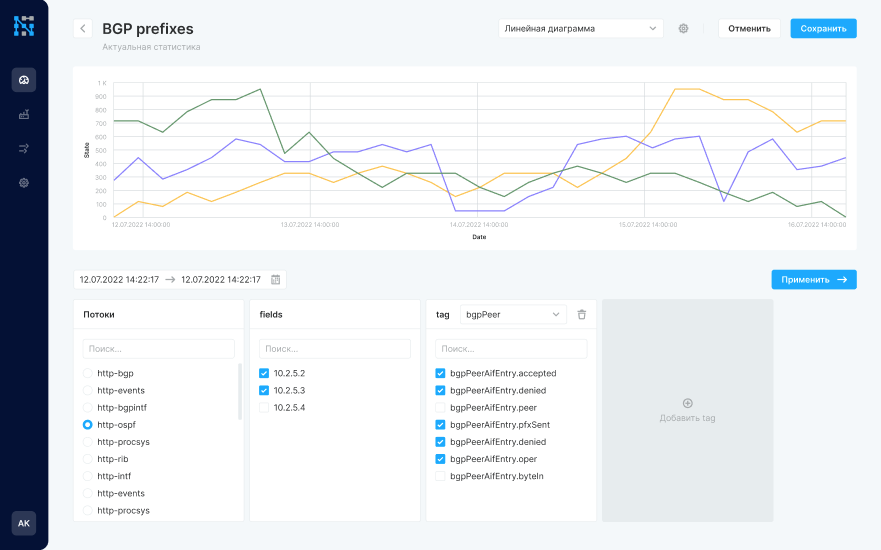 BGP prefixes
Актуальная статистика
Линейная диаграмма
Отменить
Сохранить
1 K
900
800
700
600
500
400
300
200
100
0
State
12.07.2022 14:00:00
13.07.2022 14:00:00
14.07.2022 14:00:00
15.07.2022 14:00:00
16.07.2022 14:00:00
Date
12.07.2022 14:22:17
12.07.2022 14:22:17
Применить
Потоки
Поиск...
http-bgp
http-events
http-bgpintf
http-ospf
http-procsys
http-rib
http-intf
http-events
http-procsys
fields
Поиск...
10.2.5.2
10.2.5.3
10.2.5.4
tag
bgpPeer
Поиск...
bgpPeerAifEntry.accepted
bgpPeerAifEntry.denied
bgpPeerAifEntry.peer
bgpPeerAifEntry.pfxSent
bgpPeerAifEntry.denied
bgpPeerAifEntry.oper
bgpPeerAifEntry.byteIn
Добавить tag
AK